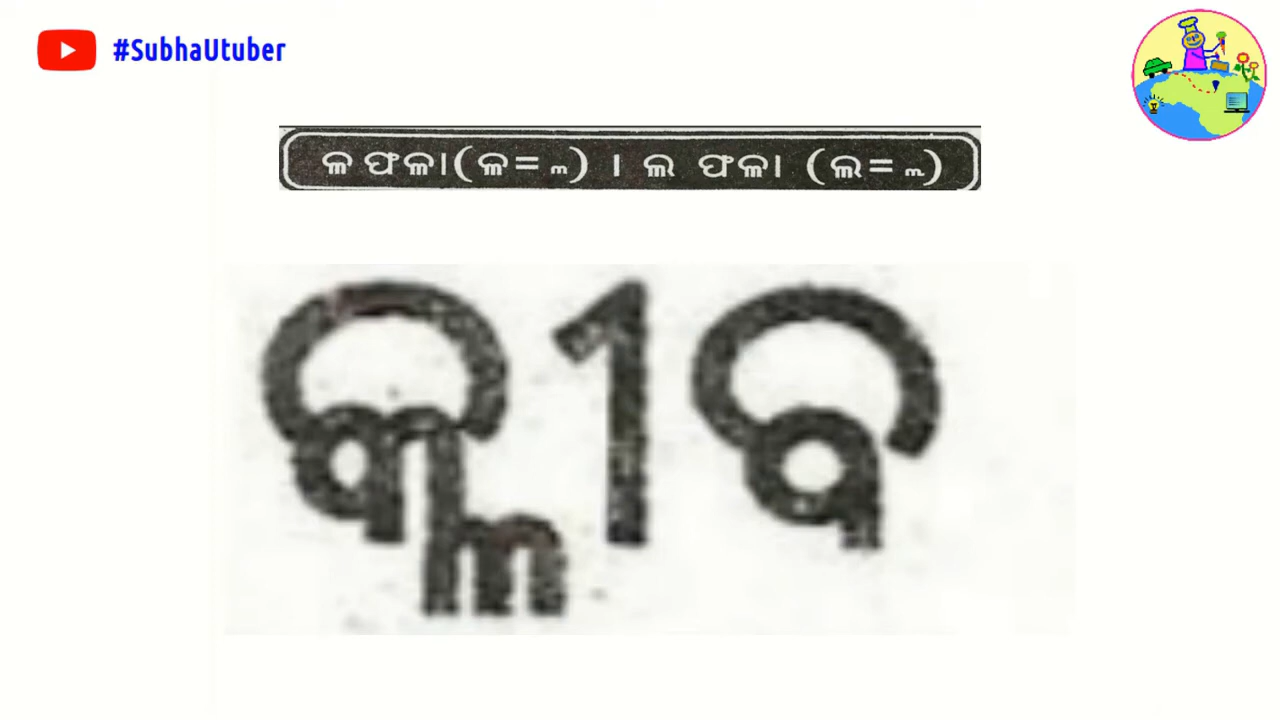 #SubhaUtuber
ଳ ଫଳା(ଳ= ୍ଳ) । ଲ ଫଳା (ଲ= ୍ଲ)
କ୍ଳୀବ